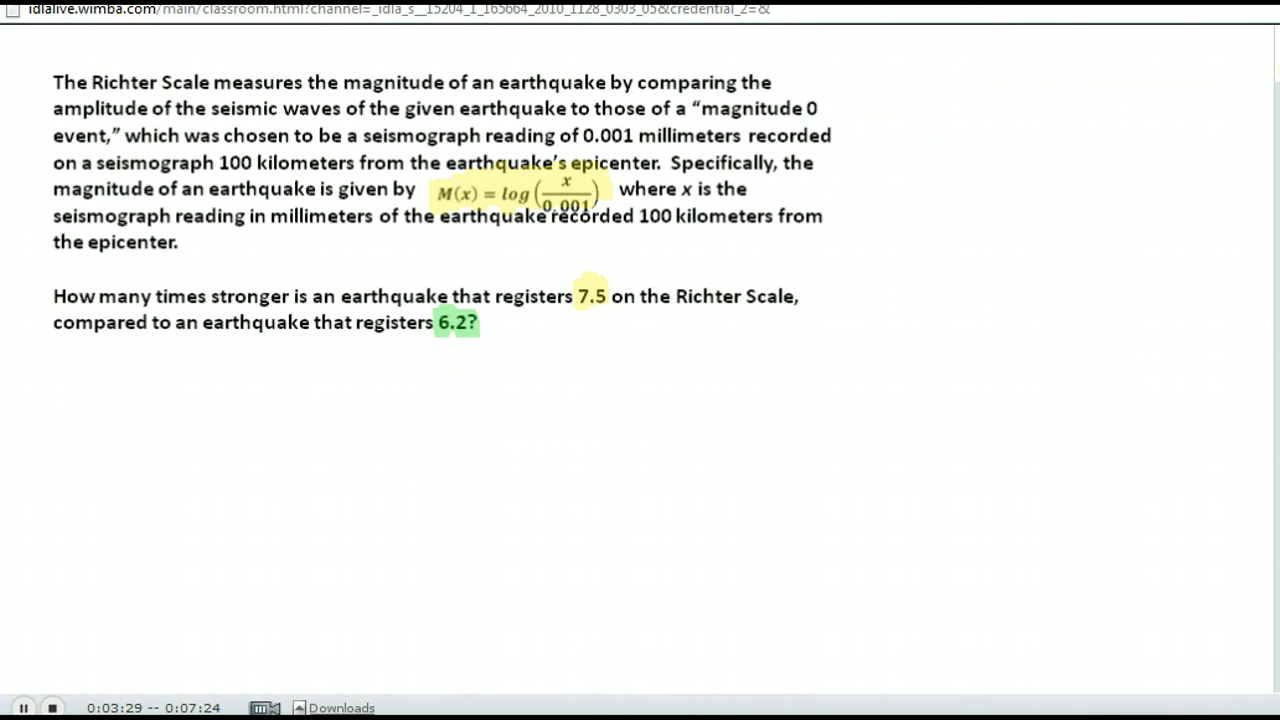 idlalive.wimba.com/main/classroom.html?channel=_idla_s__15204_1_165664_2010_1128_0303_05&credential_2=&
The Richter Scale measures the magnitude of an earthquake by comparing the
amplitude of the seismic waves of the given earthquake to those of a “magnitude 0
event,” which was chosen to be a seismograph reading of 0.001 millimeters recorded
on a seismograph 100 kilometers from the earthquake’s epicenter. Specifically, the
magnitude of an earthquake is given by M(x) = log(x/0.001) where x is the
seismograph reading in millimeters of the earthquake recorded 100 kilometers from
the epicenter.
How many times stronger is an earthquake that registers 7.5 on the Richter Scale,
compared to an earthquake that registers 6.2?
0:03:29 -- 0:07:24 Downloads